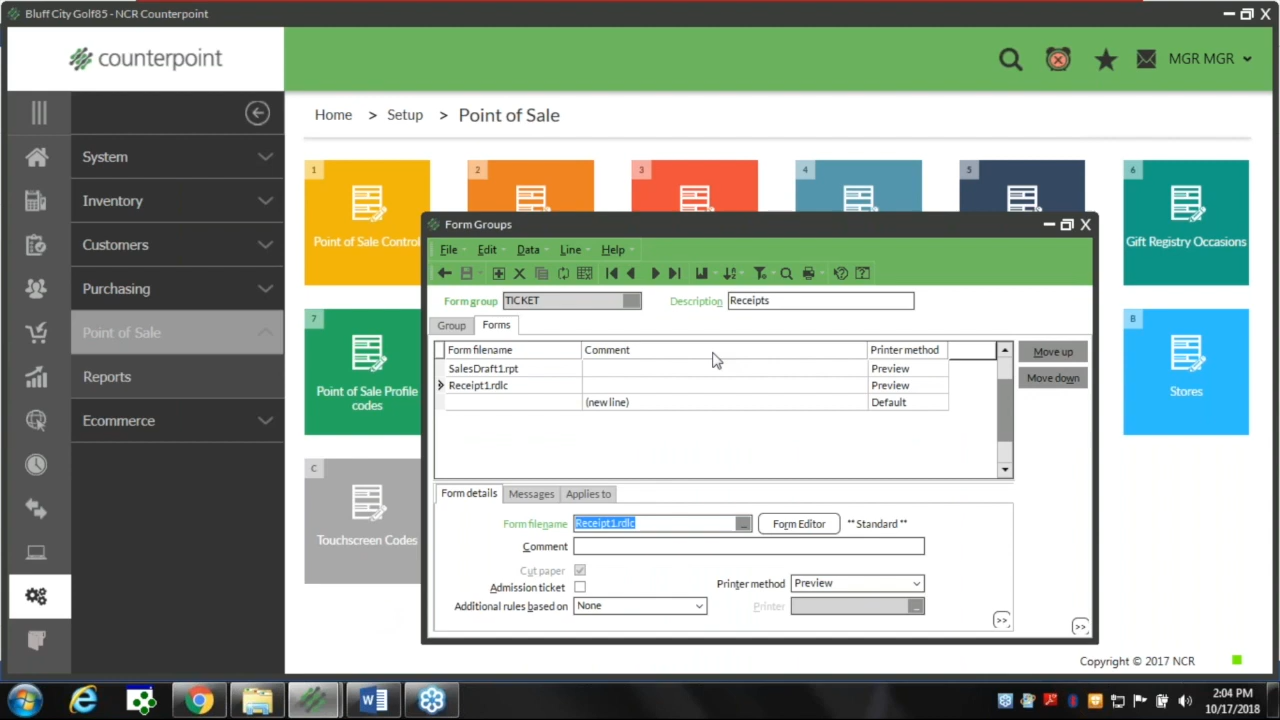 Bluff City Golf85 - NCR Counterpoint
counterpoint
MGR MGR
Home > Setup > Point of Sale
System
Inventory
Customers
Purchasing
Point of Sale
Reports
Ecommerce
1
2
3
4
5
6
Point of Sale Control
Gift Registry Occasions
7
Point of Sale Profile
codes
B
Stores
C
Touchscreen Codes
Form Groups
File Edit Data Line Help
Form group TICKET Description Receipts
Group Forms
Form filename Comment Printer method
SalesDraft1.rpt Preview
Receipt1.rdlc Preview
(new line) Default
Move up
Move down
Form details Messages Applies to
Form filename Receipt1.rdlc ... Form Editor ** Standard **
Comment
Cut paper
Admission ticket
Printer method Preview
Additional rules based on None
Printer ...
>>
>>
Copyright © 2017 NCR
2:04 PM
10/17/2018